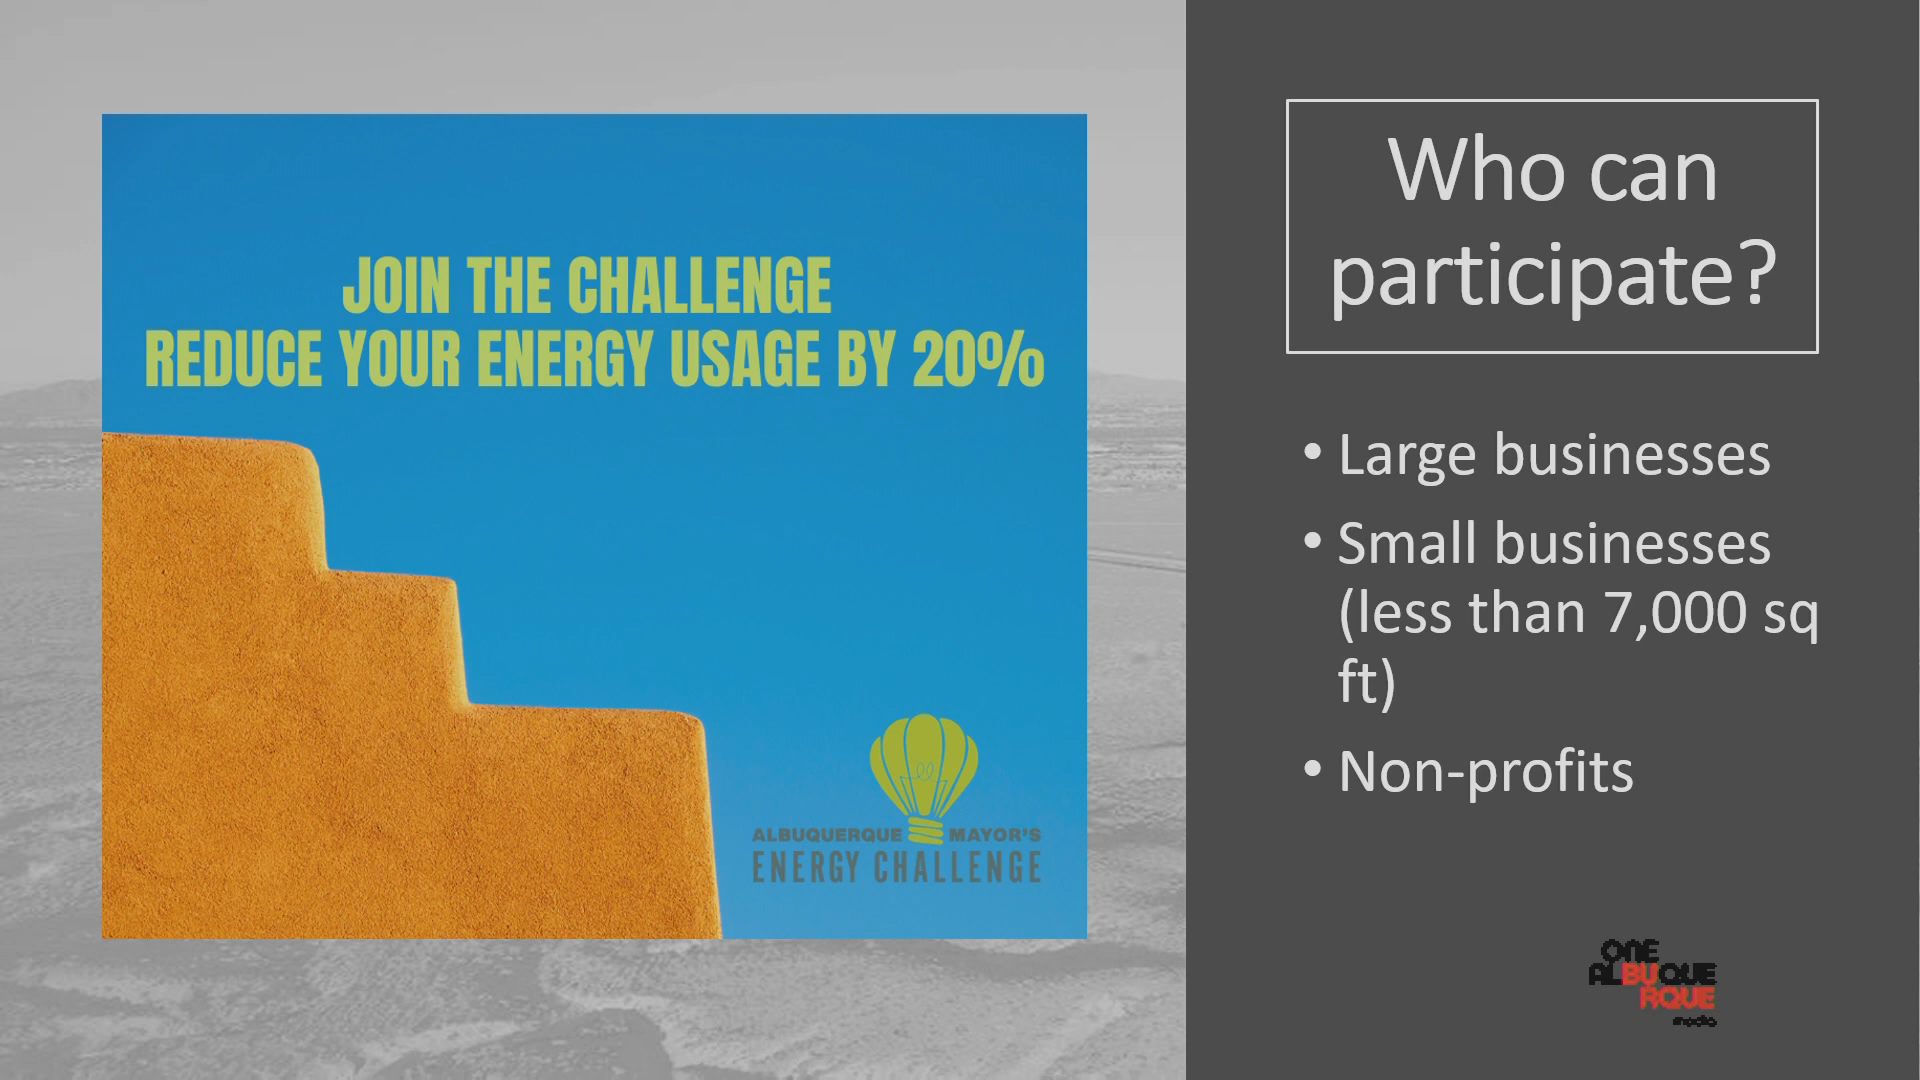 JOIN THE CHALLENGE
REDUCE YOUR ENERGY USAGE BY 20%
ALBUQUERQUE MAYOR'S
ENERGY CHALLENGE
Who can
participate?
• Large businesses
• Small businesses
(less than 7,000 sq
ft)
• Non-profits
ONE
ALBUQUE
RQUE
media